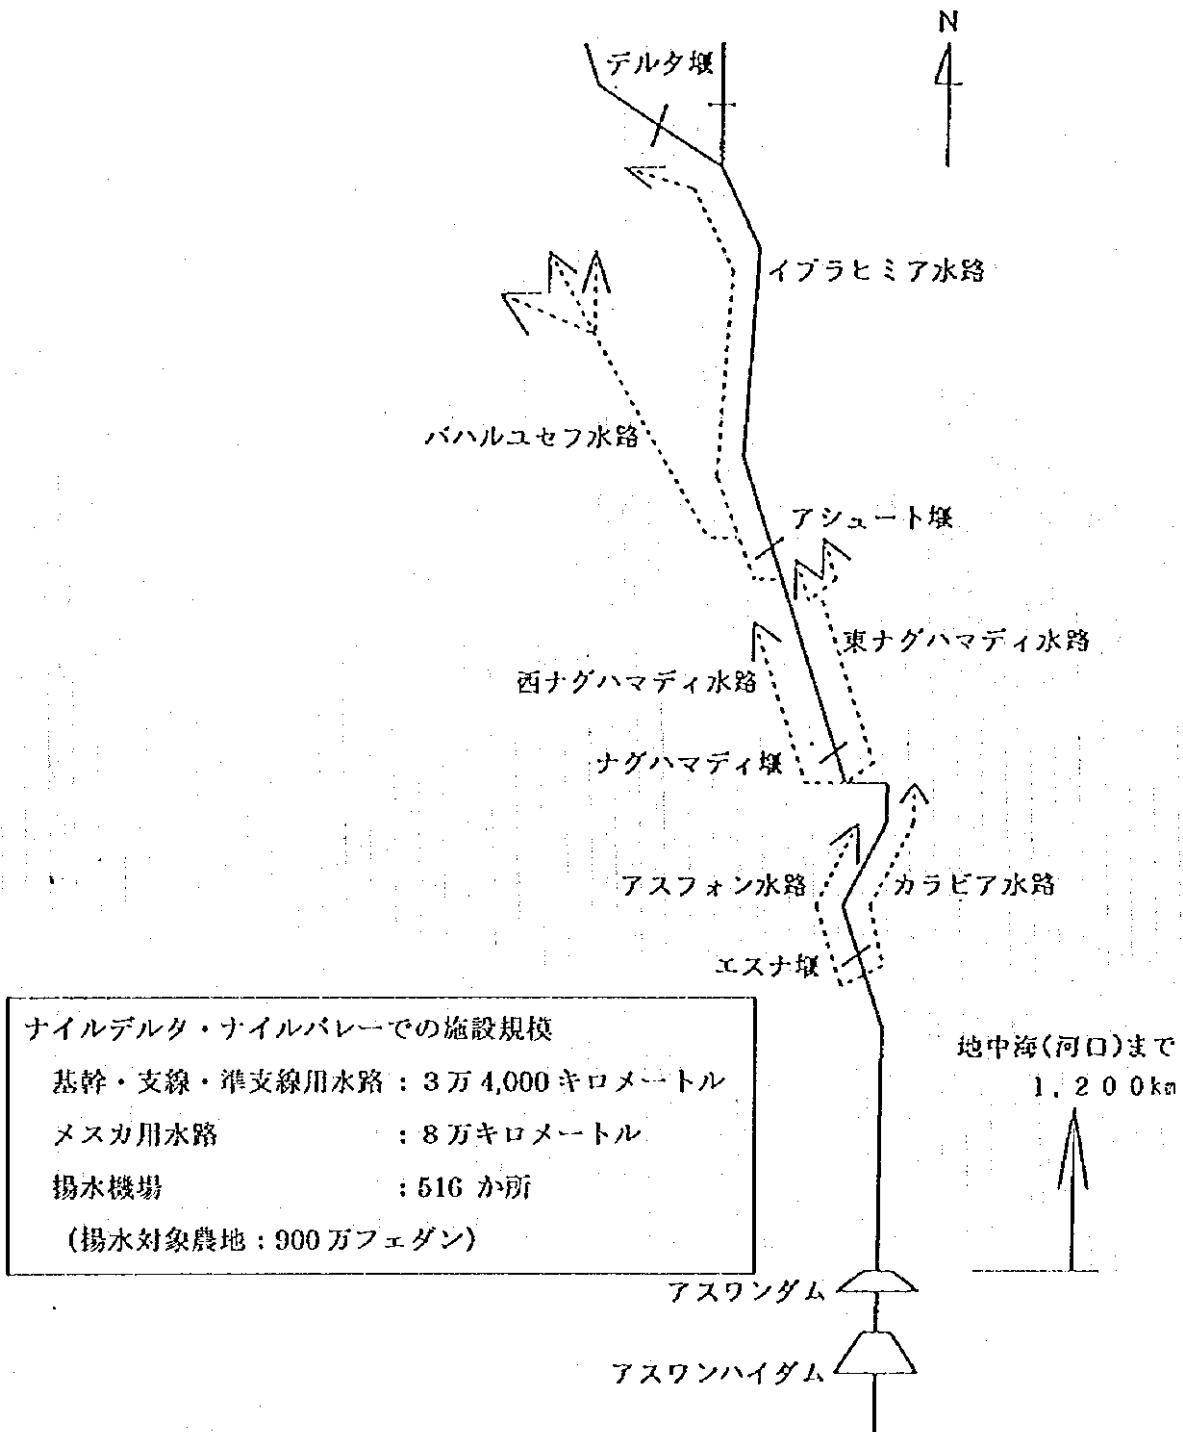 N
デルタ堰
イブラヒミア水路
バハルユセフ水路
アシュート堰
東ナグハマディ水路
西ナグハマディ水路
ナグハマディ堰
アスフォン水路
カラビア水路
エスナ堰
ナイルデルタ・ナイルバレーでの施設規模
基幹・支線・準支線用水路：3万4,000キロメートル
メスカ用水路　：8万キロメートル
揚水機場　：516か所
(揚水対象農地：900万フェダン)
地中海(河口)まで
1,200km
アスワンダム
アスワンハイダム